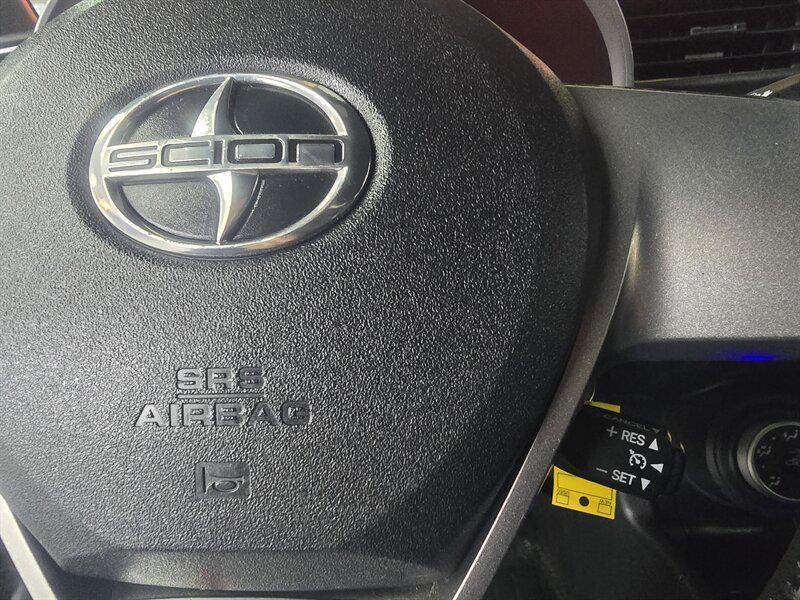 SCION
SRS
AIRBAG
CANCEL
+ RES
− SET